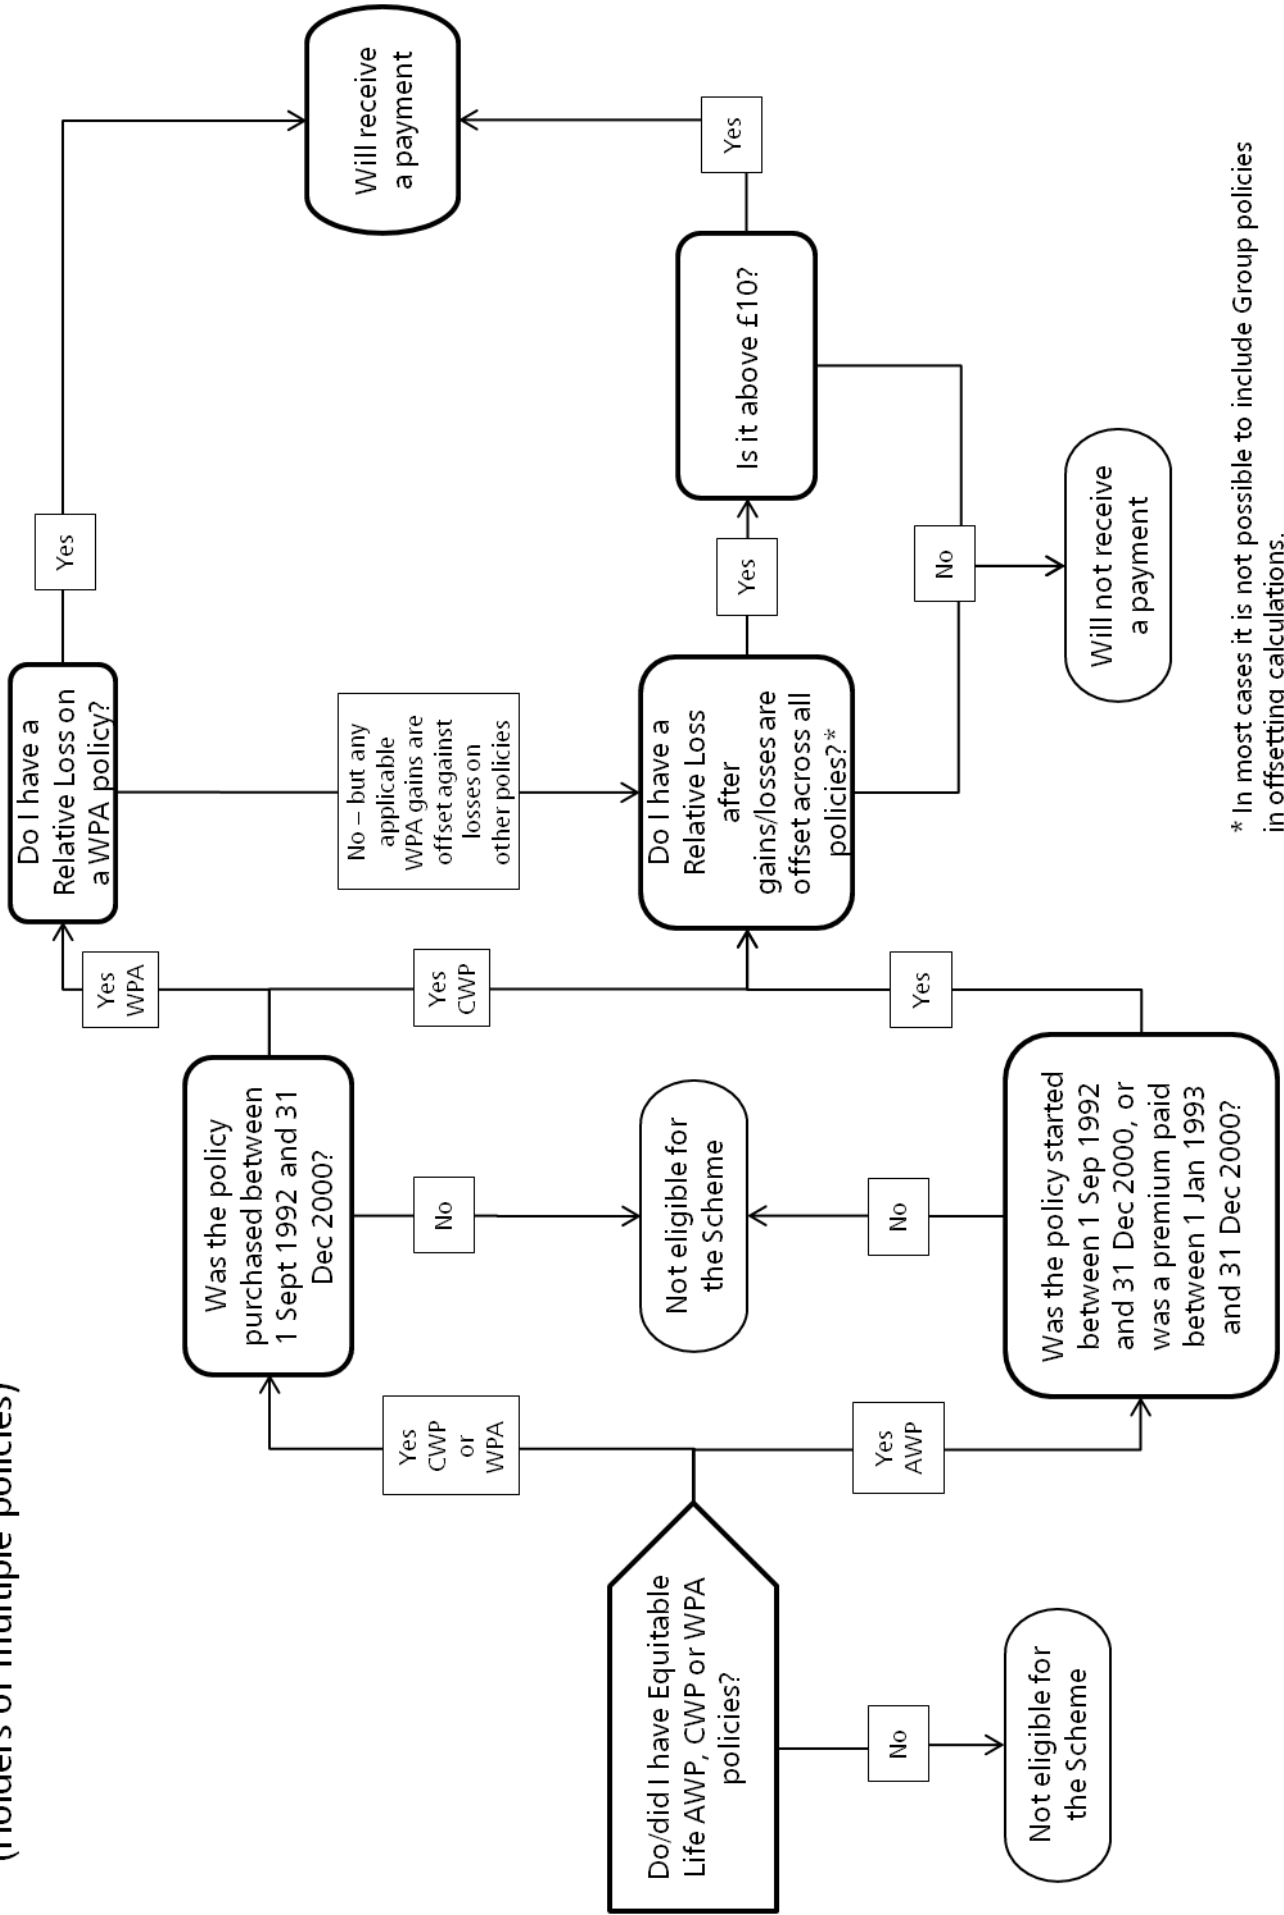 (Holders of multiple policies)
Do/did I have Equitable
Life AWP, CWP or WPA
policies?
No
Not eligible for
the Scheme
Yes
CWP
or
WPA
Yes
AWP
Was the policy
purchased between
1 Sept 1992 and 31
Dec 2000?
No
Not eligible for
the Scheme
No
Was the policy started
between 1 Sep 1992
and 31 Dec 2000, or
was a premium paid
between 1 Jan 1993
and 31 Dec 2000?
Yes
WPA
Yes
CWP
Yes
Do I have a
Relative Loss on
a WPA policy?
No – but any
applicable
WPA gains are
offset against
losses on
other policies
Do I have a
Relative Loss
after
gains/losses are
offset across all
policies?*
Yes
Yes
No
Will not receive
a payment
Is it above £10?
Yes
Will receive
a payment
* In most cases it is not possible to include Group policies
in offsetting calculations.